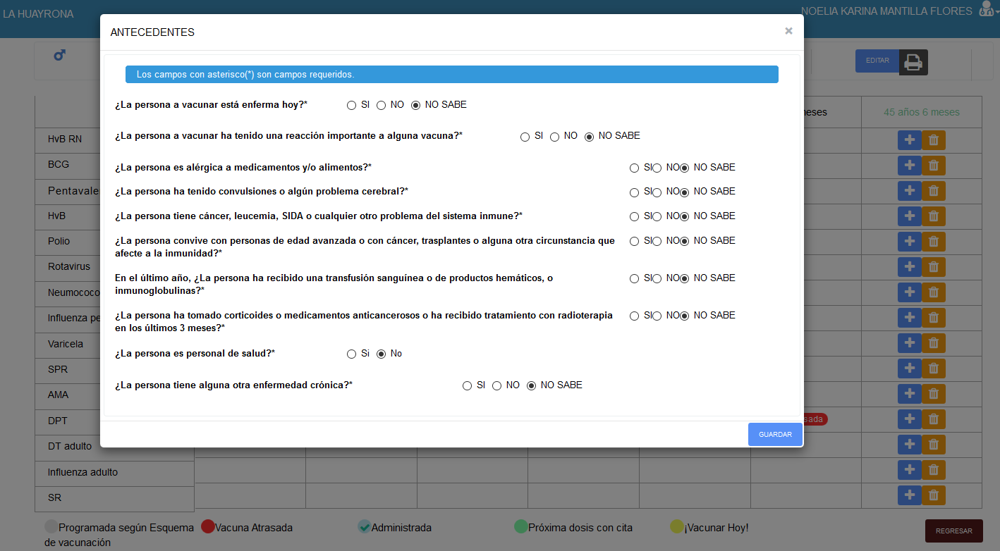 LA HUAYRONA
NOELIA KARINA MANTILLA FLORES
ANTECEDENTES
×
EDITAR
Los campos con asterisco(*) son campos requeridos.
¿La persona a vacunar está enferma hoy?* SI NO NO SABE
¿La persona a vacunar ha tenido una reacción importante a alguna vacuna?* SI NO NO SABE
¿La persona es alérgica a medicamentos y/o alimentos?* SI NO NO SABE
¿La persona ha tenido convulsiones o algún problema cerebral?* SI NO NO SABE
¿La persona tiene cáncer, leucemia, SIDA o cualquier otro problema del sistema inmune?* SI NO NO SABE
¿La persona convive con personas de edad avanzada o con cáncer, trasplantes o alguna otra circunstancia que SI NO NO SABE
afecte a la inmunidad?*
En el último año, ¿La persona ha recibido una transfusión sanguínea o de productos hemáticos, o SI NO NO SABE
inmunoglobulinas?*
¿La persona ha tomado corticoides o medicamentos anticancerosos o ha recibido tratamiento con radioterapia SI NO NO SABE
en los últimos 3 meses?*
¿La persona es personal de salud?* Si No
¿La persona tiene alguna otra enfermedad crónica?* SI NO NO SABE
GUARDAR
45 años 6 meses
HvB RN
BCG
Pentavale
HvB
Polio
Rotavirus
Neumococo
Influenza pe
Varicela
SPR
AMA
DPT
DT adulto
Influenza adulto
SR
Programada según Esquema
de vacunación
Vacuna Atrasada
Administrada
Próxima dosis con cita
¡Vacunar Hoy!
REGRESAR